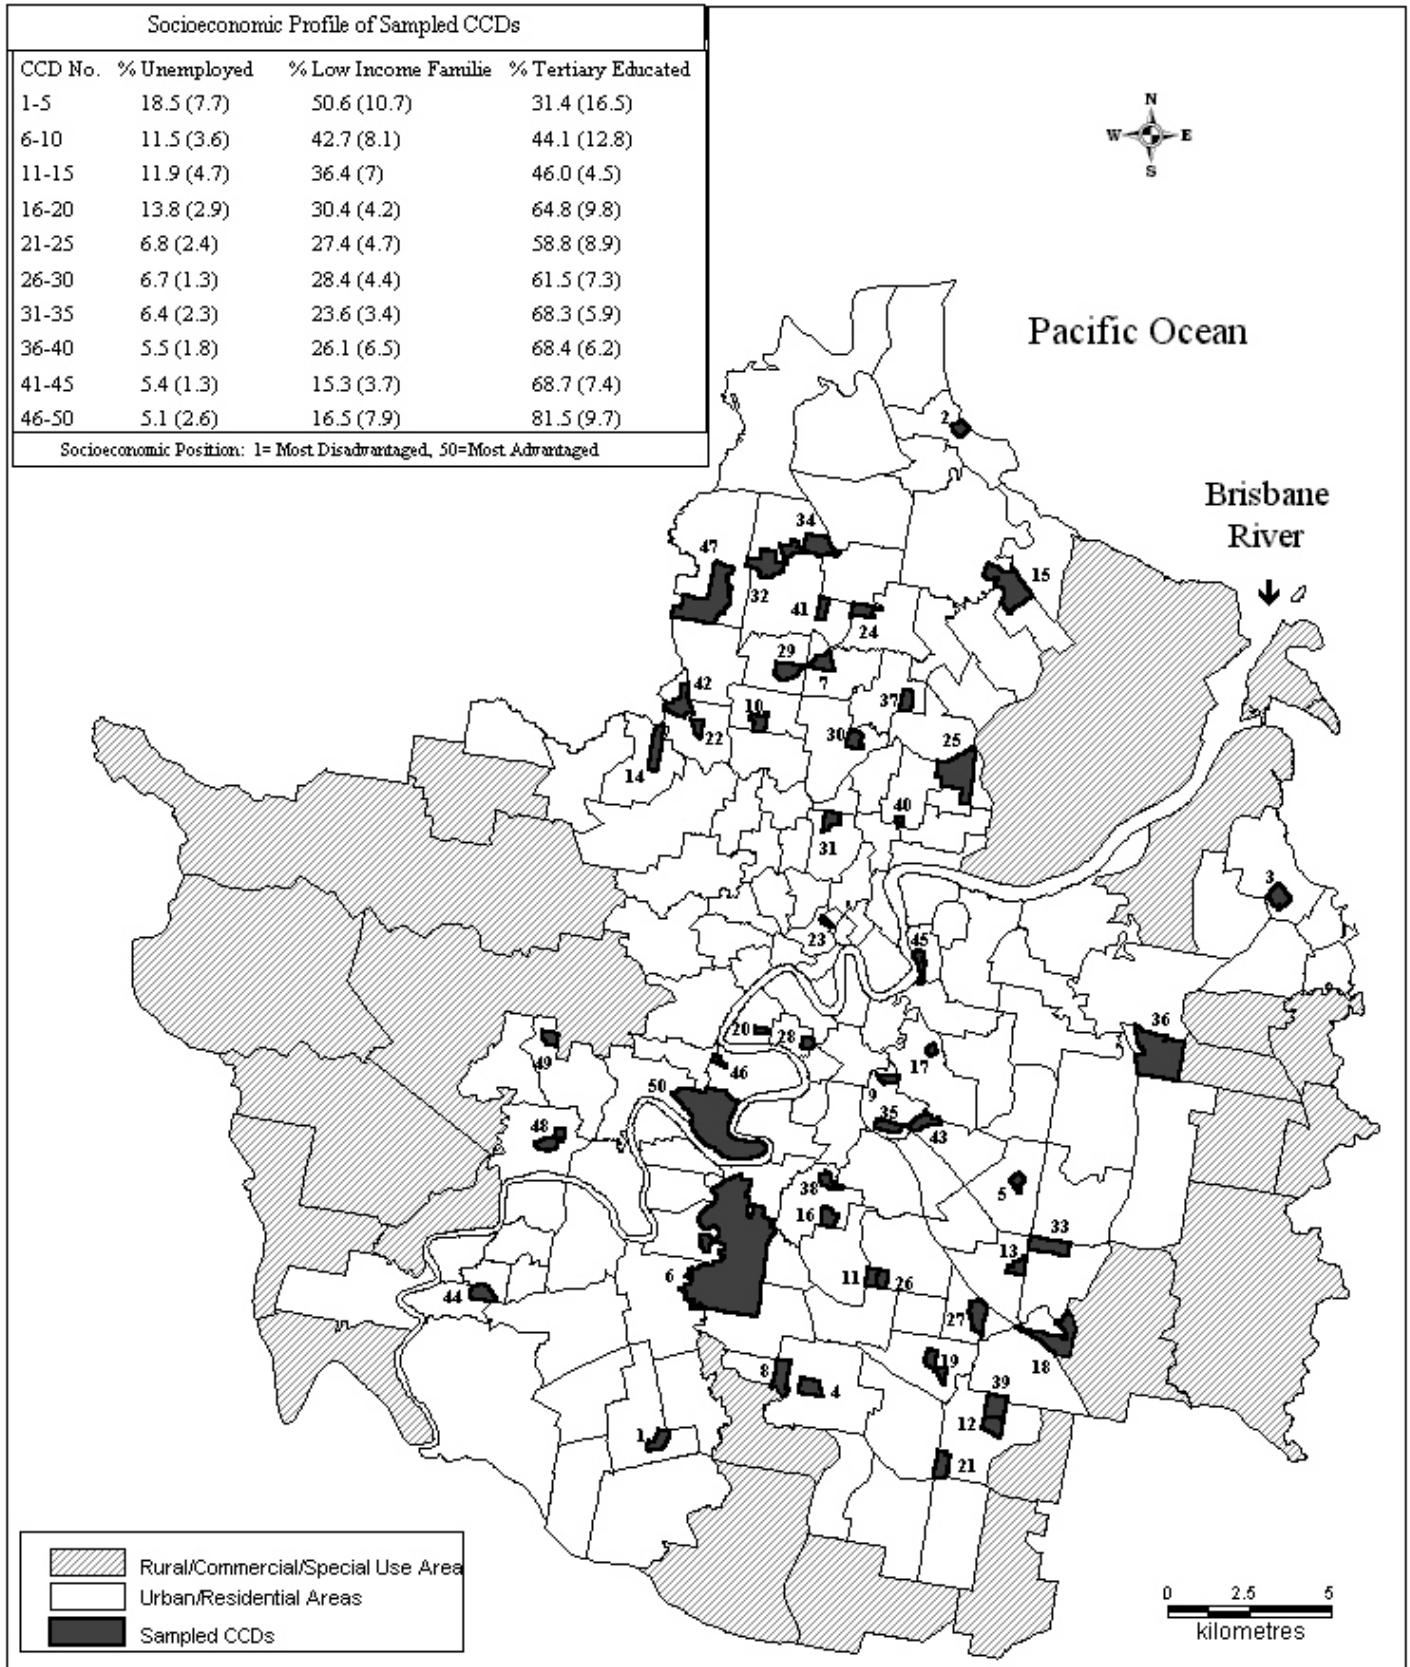 Socioeconomic Profile of Sampled CCDs
CCD No. % Unemployed % Low Income Familie % Tertiary Educated
1-5 18.5 (7.7) 50.6 (10.7) 31.4 (16.5)
6-10 11.5 (3.6) 42.7 (8.1) 44.1 (12.8)
11-15 11.9 (4.7) 36.4 (7) 46.0 (4.5)
16-20 13.8 (2.9) 30.4 (4.2) 64.8 (9.8)
21-25 6.8 (2.4) 27.4 (4.7) 58.8 (8.9)
26-30 6.7 (1.3) 28.4 (4.4) 61.5 (7.3)
31-35 6.4 (2.3) 23.6 (3.4) 68.3 (5.9)
36-40 5.5 (1.8) 26.1 (6.5) 68.4 (6.2)
41-45 5.4 (1.3) 15.3 (3.7) 68.7 (7.4)
46-50 5.1 (2.6) 16.5 (7.9) 81.5 (9.7)
Socioeconomic Position: 1= Most Disadvantaged, 50=Most Advantaged
N
W E
S
Pacific Ocean
2
Brisbane
River
34
47
15
32
41
24
29
7
42
37
10
22
30
25
14
40
31
3
23
45
36
20
28
49
17
46
50
9
35
43
48
38
5
16
33
13
6
11
26
44
27
18
19
8
4
39
12
1
21
Rural/Commercial/Special Use Area
Urban/Residential Areas
Sampled CCDs
0 2.5 5
kilometres